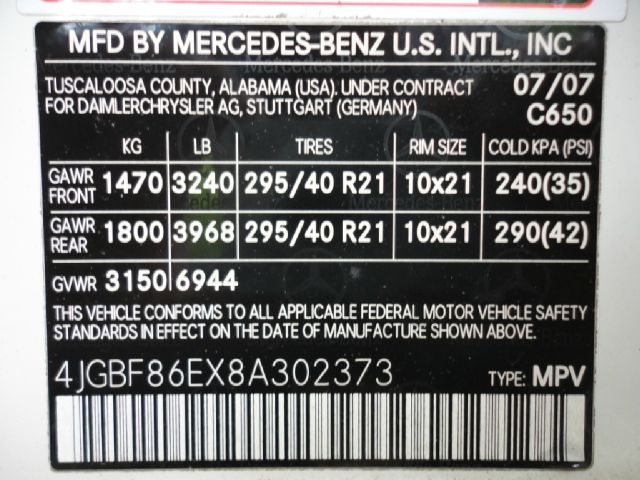 MFD BY MERCEDES-BENZ U.S. INTL., INC
TUSCALOOSA COUNTY, ALABAMA (USA). UNDER CONTRACT 07/07
FOR DAIMLERCHRYSLER AG, STUTTGART (GERMANY) C650
KG LB TIRES RIM SIZE COLD KPA (PSI)
GAWR FRONT 1470 3240 295/40 R21 10x21 240(35)
GAWR REAR 1800 3968 295/40 R21 10x21 290(42)
GVWR 3150 6944
THIS VEHICLE CONFORMS TO ALL APPLICABLE FEDERAL MOTOR VEHICLE SAFETY
STANDARDS IN EFFECT ON THE DATE OF MANUFACTURE SHOWN ABOVE.
4JGBF86EX8A302373 TYPE: MPV